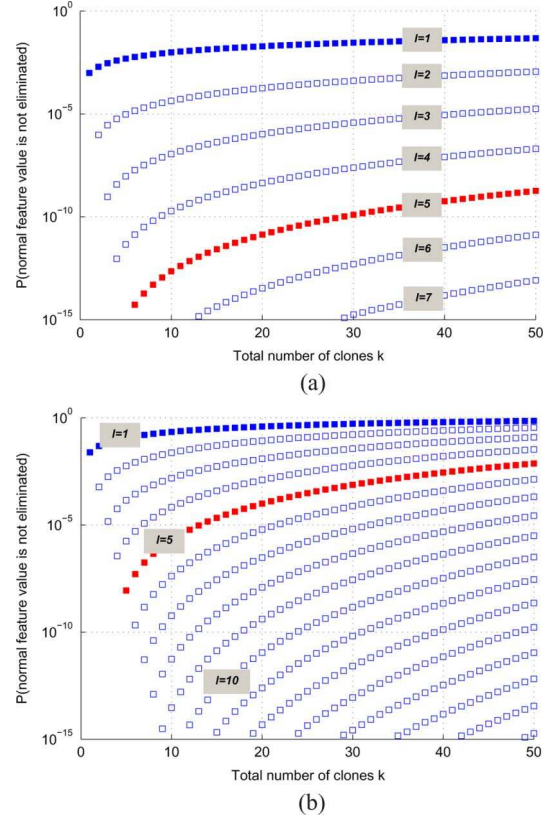 10^0
10^-5
10^-10
10^-15
P(normal feature value is not eliminated)
l=1
l=2
l=3
l=4
l=5
l=6
l=7
0 10 20 30 40 50
Total number of clones k
(a)
10^0
10^-5
10^-10
10^-15
P(normal feature value is not eliminated)
l=1
l=5
l=10
0 10 20 30 40 50
Total number of clones k
(b)